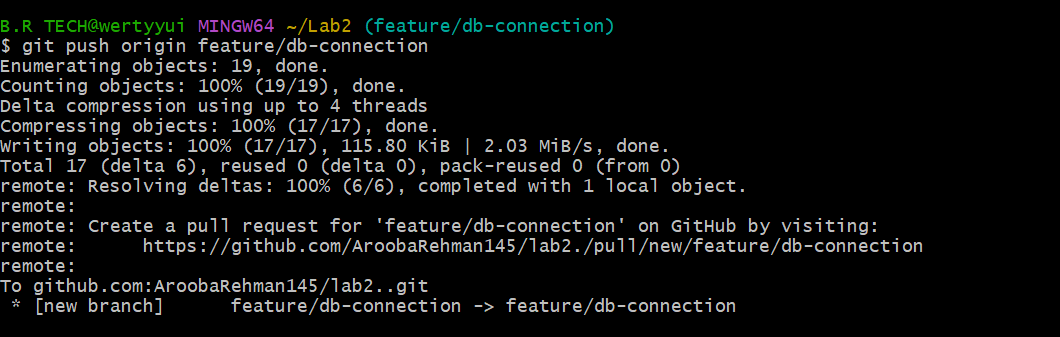 B.R TECH@wertyyui MINGW64 ~/Lab2 (feature/db-connection)
$ git push origin feature/db-connection
Enumerating objects: 19, done.
Counting objects: 100% (19/19), done.
Delta compression using up to 4 threads
Compressing objects: 100% (17/17), done.
Writing objects: 100% (17/17), 115.80 KiB | 2.03 MiB/s, done.
Total 17 (delta 6), reused 0 (delta 0), pack-reused 0 (from 0)
remote: Resolving deltas: 100% (6/6), completed with 1 local object.
remote:
remote: Create a pull request for 'feature/db-connection' on GitHub by visiting:
remote:      https://github.com/AroobaRehman145/lab2./pull/new/feature/db-connection
remote:
To github.com:AroobaRehman145/lab2..git
 * [new branch]      feature/db-connection -> feature/db-connection